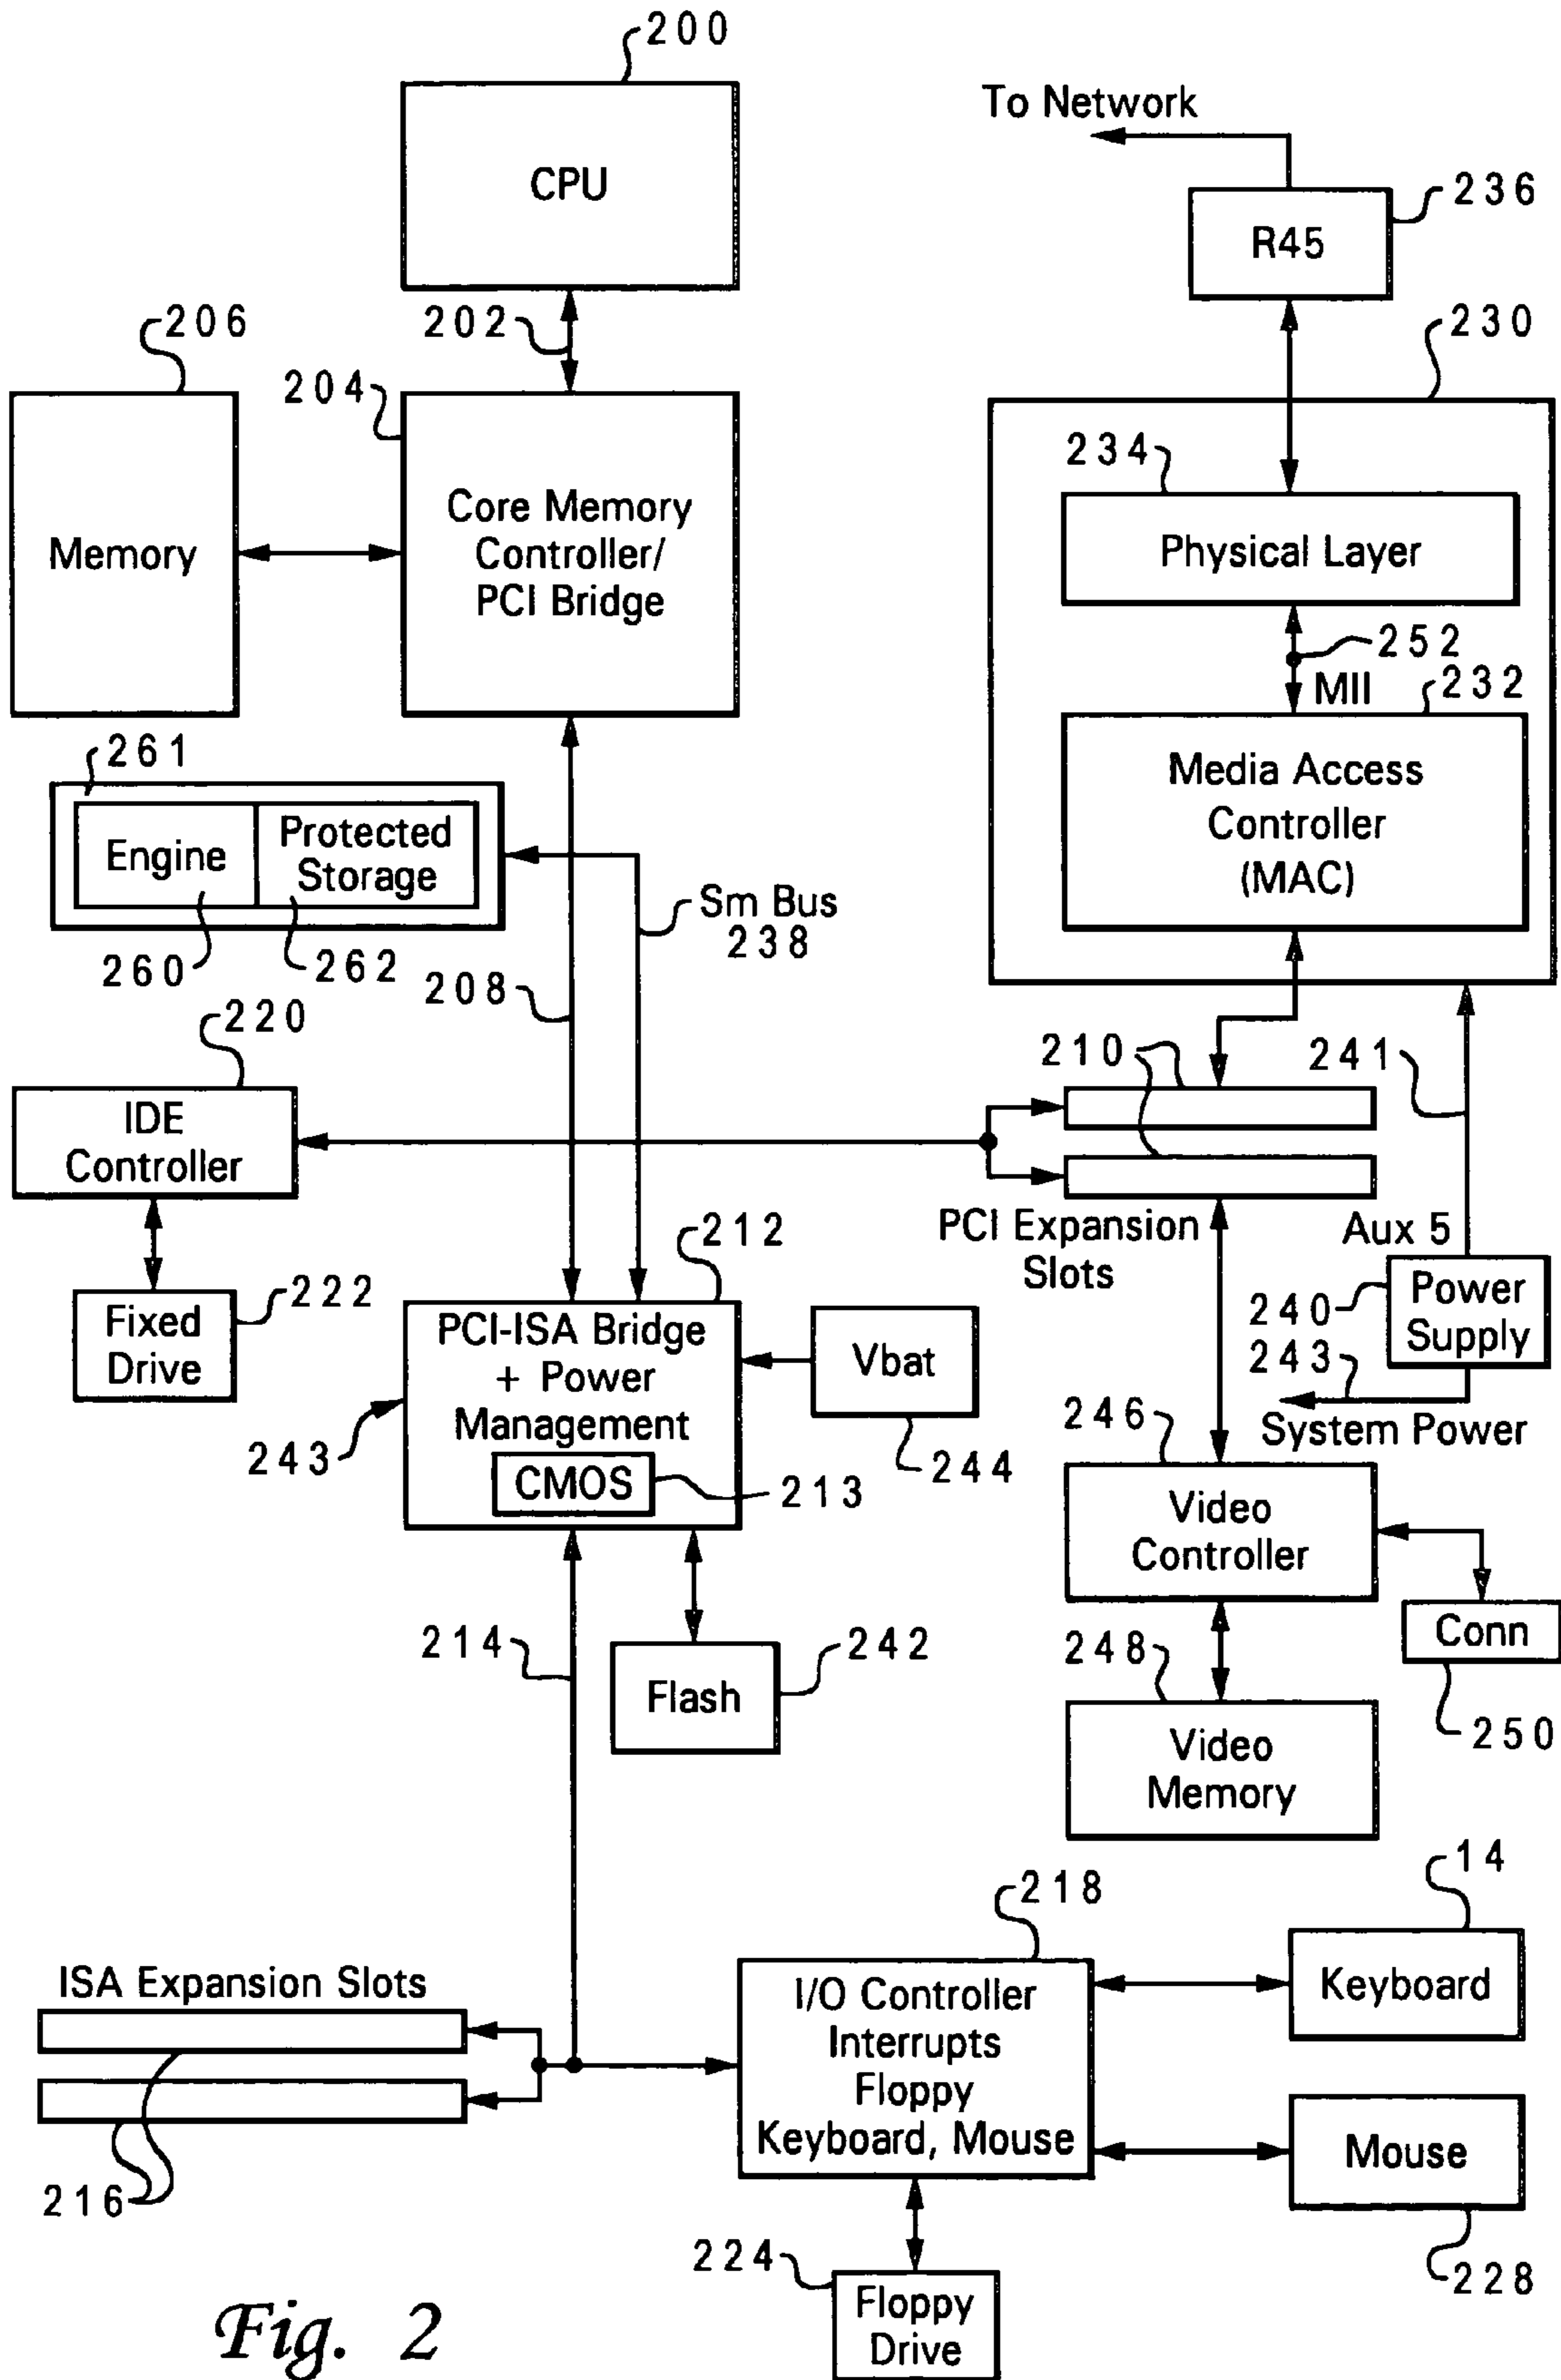 200
CPU
202
To Network
236
R45
206
Memory
204
Core Memory
Controller/
PCI Bridge
230
234
Physical Layer
252
MII
232
Media Access
Controller
(MAC)
261
Engine
Protected
Storage
260
262
Sm Bus
238
208
220
IDE
Controller
222
Fixed
Drive
210
PCI Expansion
Slots
241
Aux 5
240
Power
Supply
243
System Power
212
PCI-ISA Bridge
+ Power
Management
CMOS
213
243
Vbat
244
246
Video
Controller
Conn
250
248
Video
Memory
214
242
Flash
ISA Expansion Slots
216
218
I/O Controller
Interrupts
Floppy
Keyboard, Mouse
14
Keyboard
Mouse
228
224
Floppy
Drive
Fig. 2